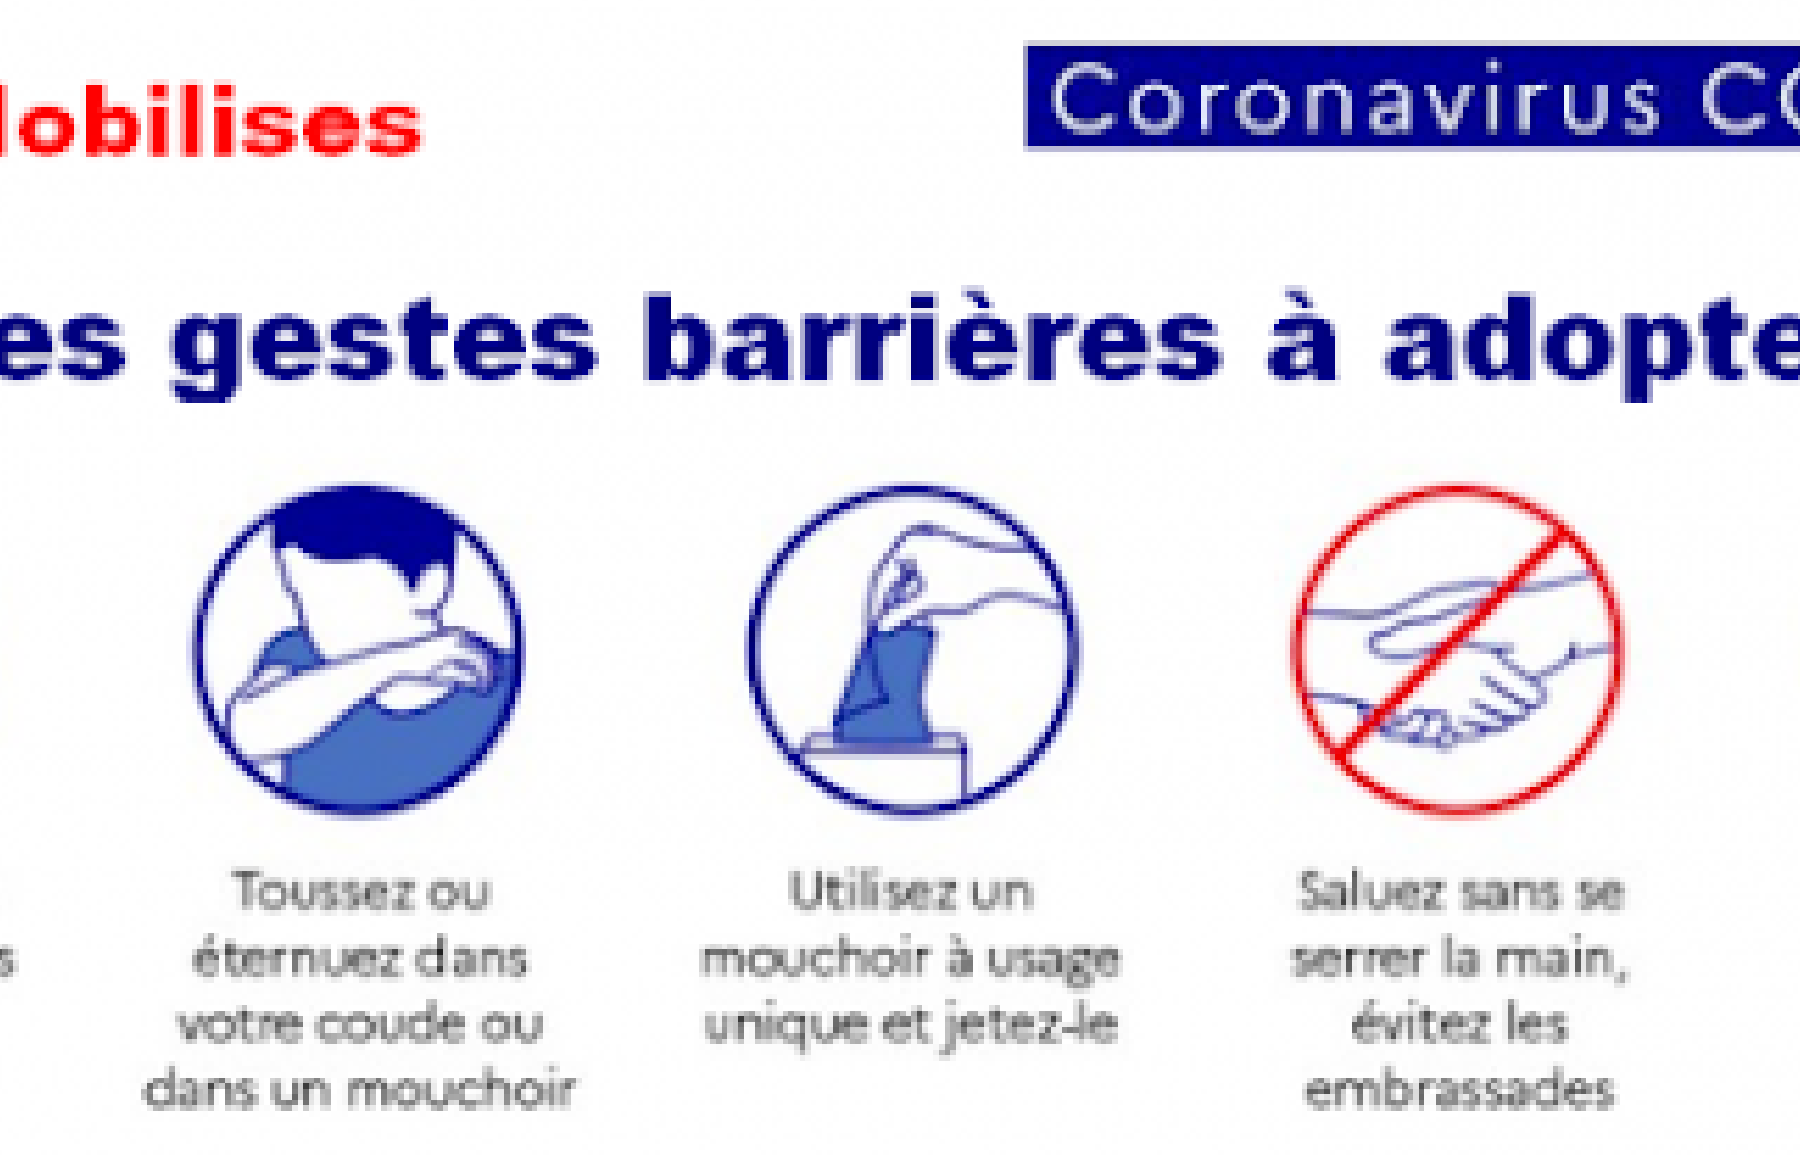 lobilises
Coronavirus CO
es gestes barrières à adopte
Toussez ou
éternuez dans
votre coude ou
dans un mouchoir
Utilisez un
mouchoir à usage
unique et jetez-le
Saluez sans se
serrer la main,
évitez les
embrassades
s